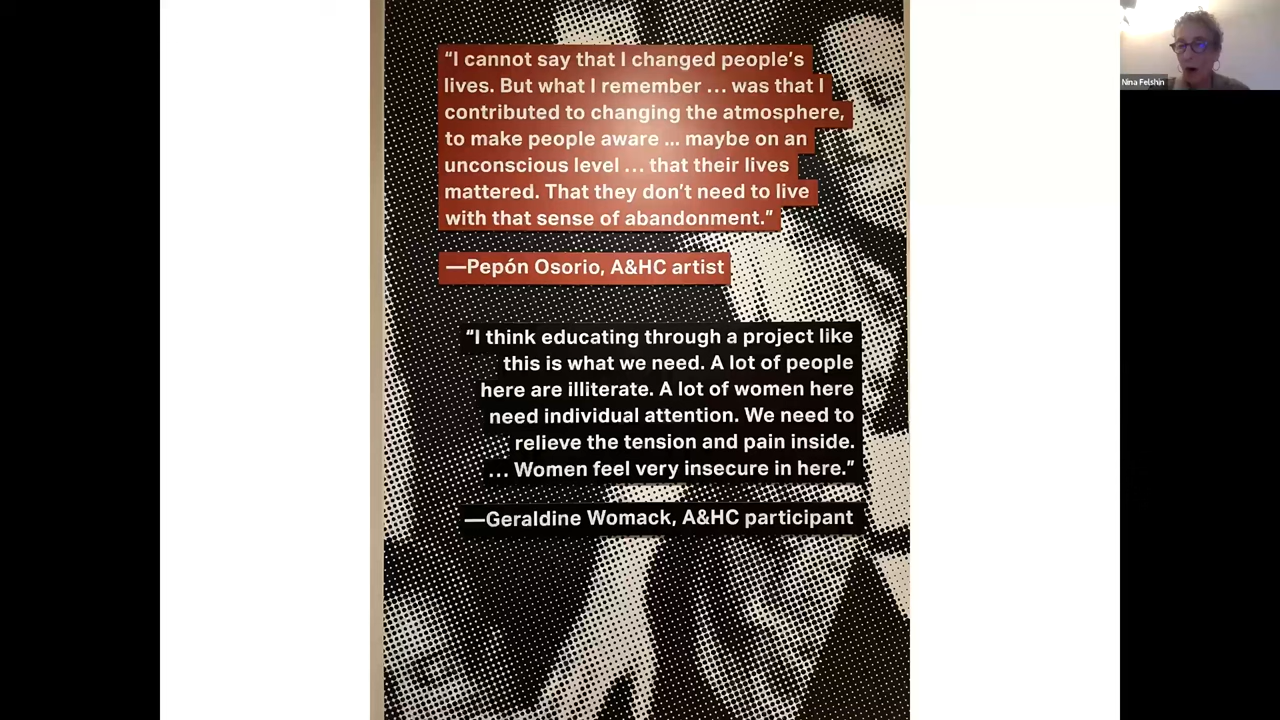 “I cannot say that I changed people’s
lives. But what I remember … was that I
contributed to changing the atmosphere,
to make people aware … maybe on an
unconscious level … that their lives
mattered. That they don’t need to live
with that sense of abandonment.”
—Pepón Osorio, A&HC artist
“I think educating through a project like
this is what we need. A lot of people
here are illiterate. A lot of women here
need individual attention. We need to
relieve the tension and pain inside.
… Women feel very insecure in here.”
—Geraldine Womack, A&HC participant
Nina Felshin